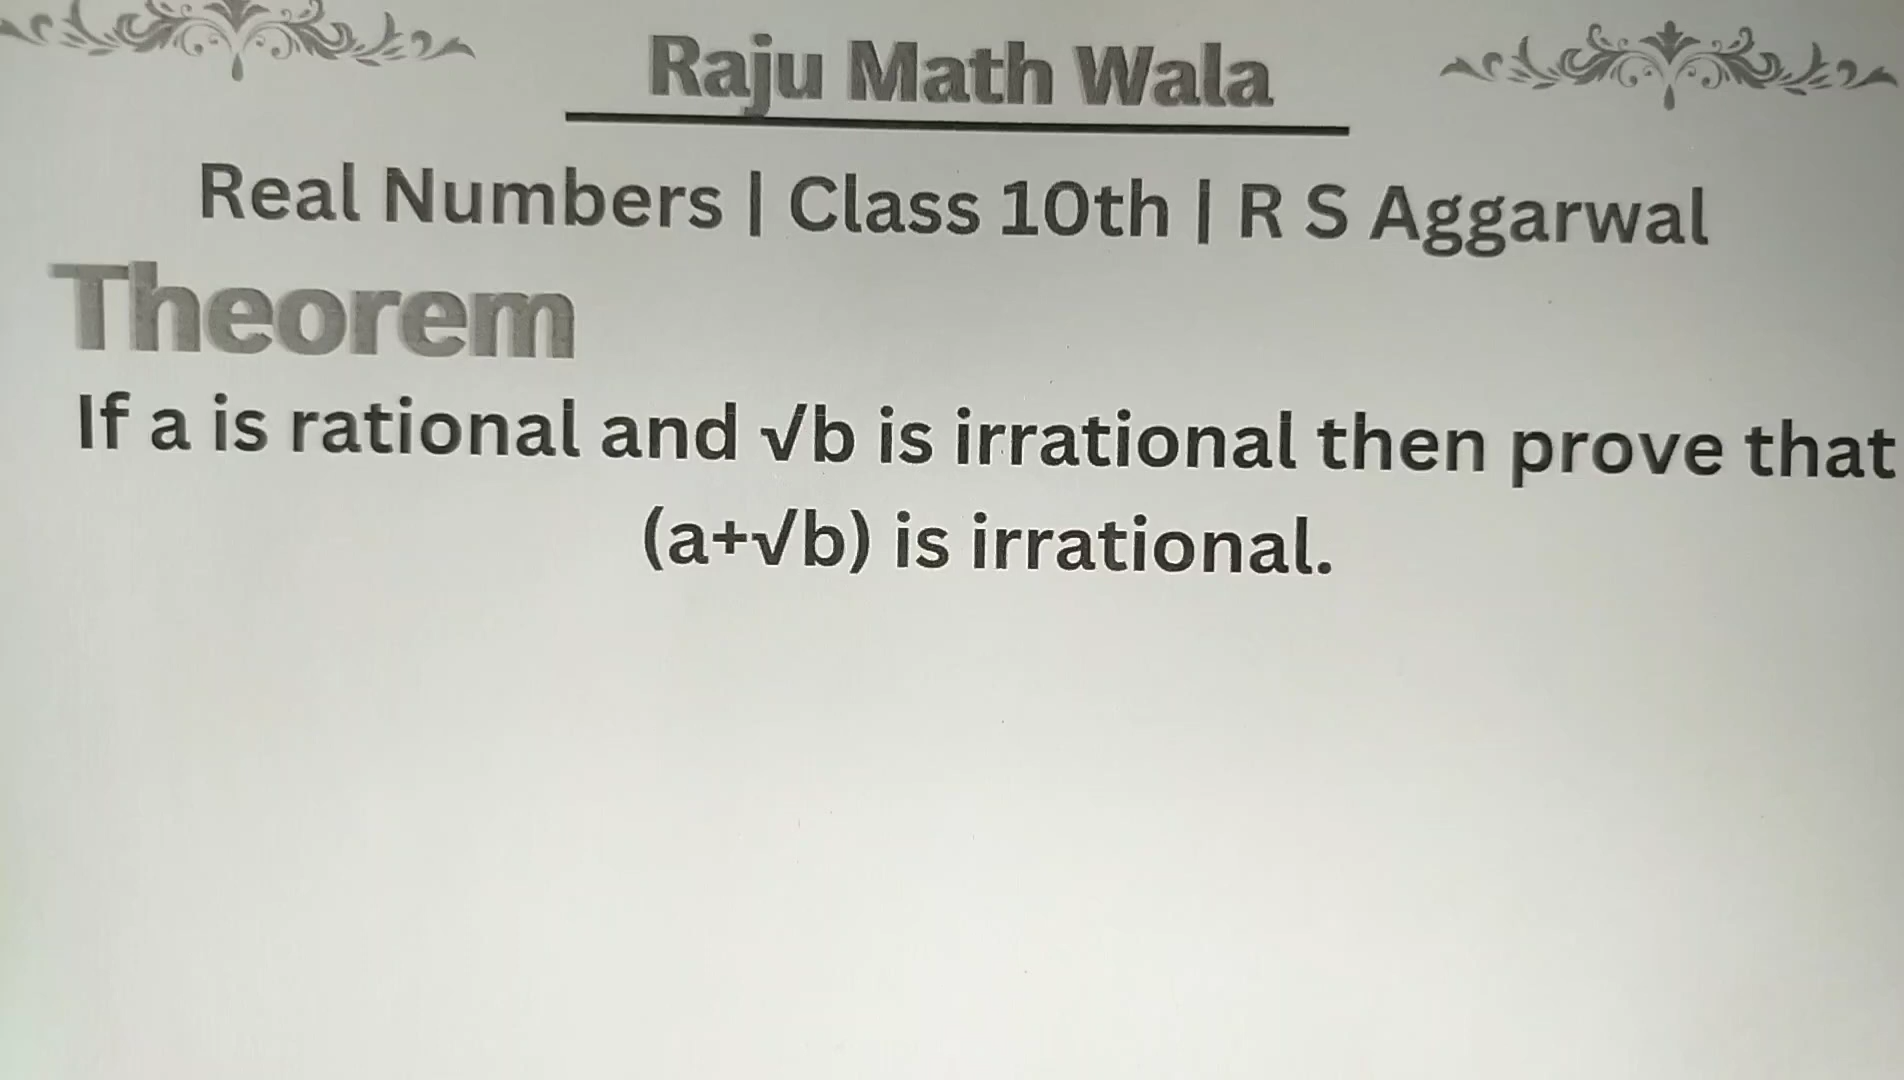 Raju Math Wala
Real Numbers | Class 10th | R S Aggarwal
Theorem
If a is rational and √b is irrational then prove that
(a+√b) is irrational.